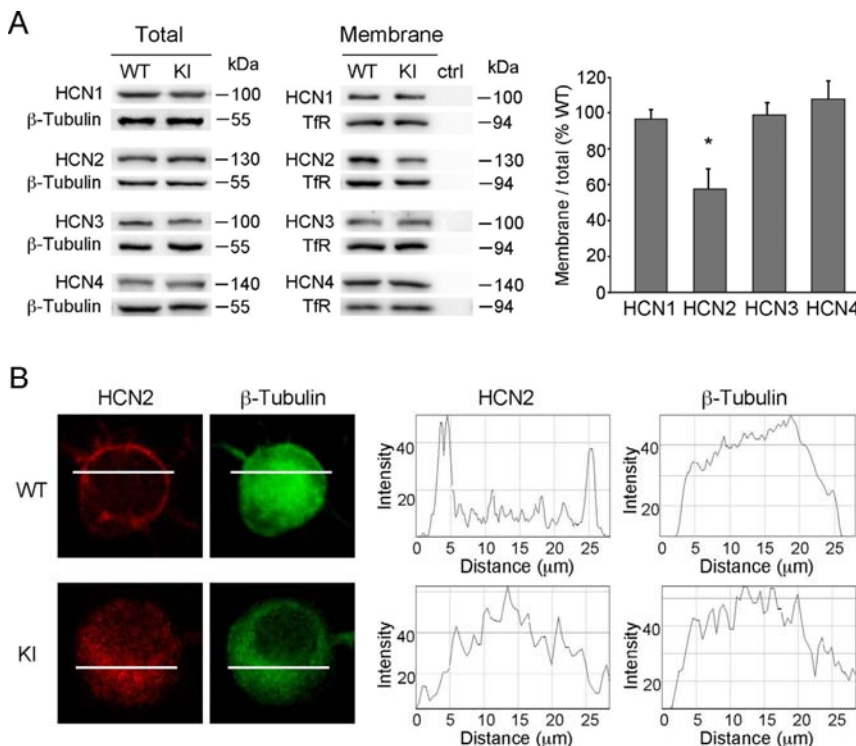 A
Total
Membrane
WT KI kDa
WT KI ctrl kDa
HCN1 –100
β-Tubulin –55
HCN2 –130
β-Tubulin –55
HCN3 –100
β-Tubulin –55
HCN4 –140
β-Tubulin –55
HCN1 –100
TfR –94
HCN2 –130
TfR –94
HCN3 –100
TfR –94
HCN4 –140
TfR –94
Membrane / total (% WT)
120
100
80
60
40
20
0
*
HCN1 HCN2 HCN3 HCN4
B
HCN2 β-Tubulin HCN2 β-Tubulin
WT
Intensity
40
20
0 5 10 15 20 25
Distance (μm)
Intensity
40
20
0 5 10 15 20 25
Distance (μm)
KI
Intensity
40
20
0 5 10 15 20 25
Distance (μm)
Intensity
40
20
0 5 10 15 20 25
Distance (μm)